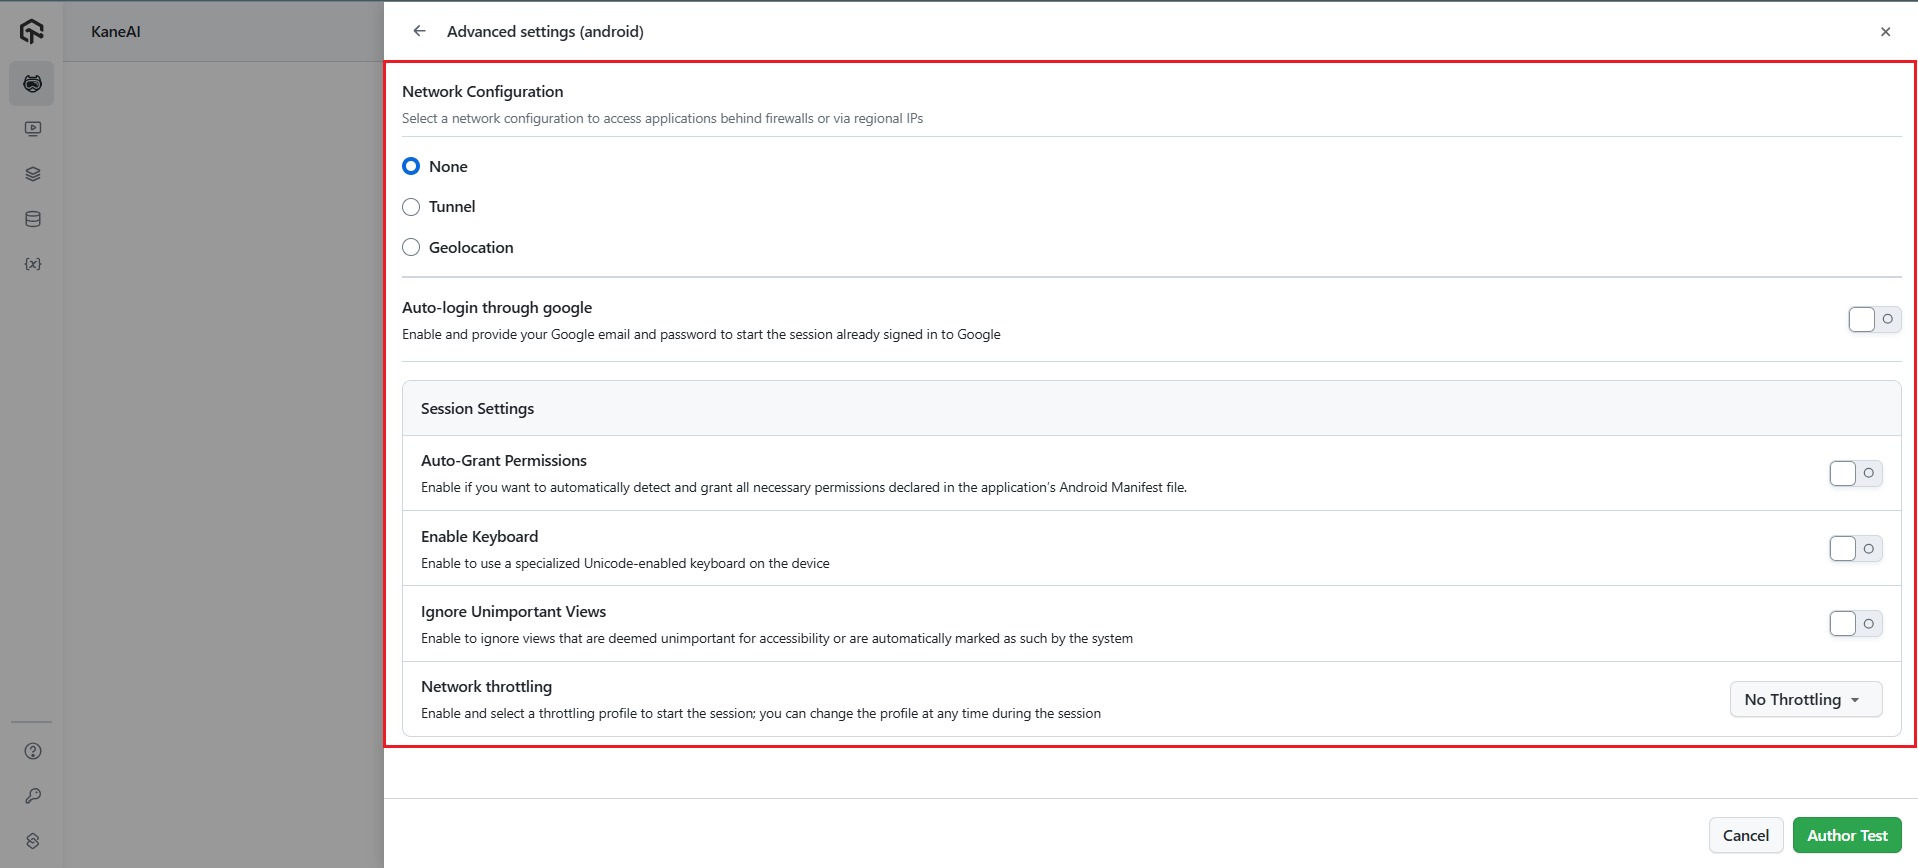 KaneAI
Advanced settings (android)
Network Configuration
Select a network configuration to access applications behind firewalls or via regional IPs
None
Tunnel
Geolocation
Auto-login through google
Enable and provide your Google email and password to start the session already signed in to Google
Session Settings
Auto-Grant Permissions
Enable if you want to automatically detect and grant all necessary permissions declared in the application's Android Manifest file.
Enable Keyboard
Enable to use a specialized Unicode-enabled keyboard on the device
Ignore Unimportant Views
Enable to ignore views that are deemed unimportant for accessibility or are automatically marked as such by the system
Network throttling
Enable and select a throttling profile to start the session; you can change the profile at any time during the session
No Throttling
Cancel
Author Test